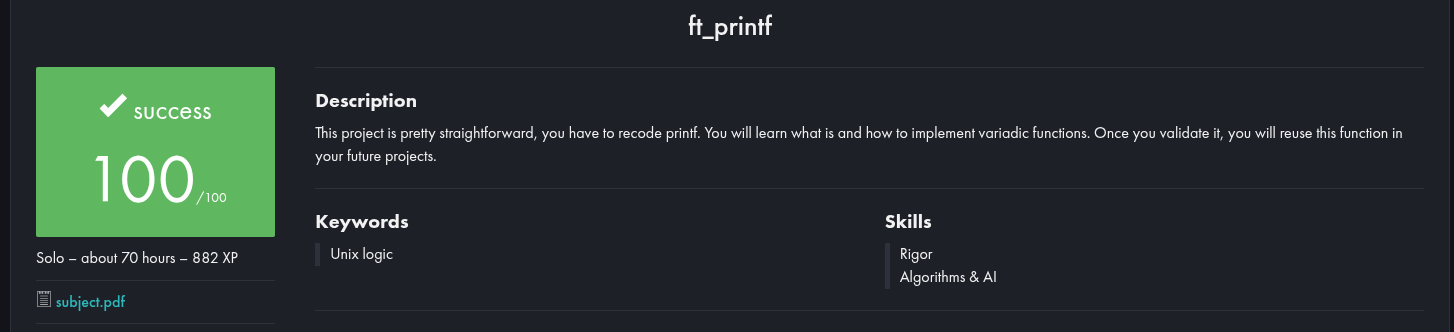 ft_printf
success
100/100
Solo – about 70 hours – 882 XP
subject.pdf
Description
This project is pretty straightforward, you have to recode printf. You will learn what is and how to implement variadic functions. Once you validate it, you will reuse this function in
your future projects.
Keywords
Unix logic
Skills
Rigor
Algorithms & AI